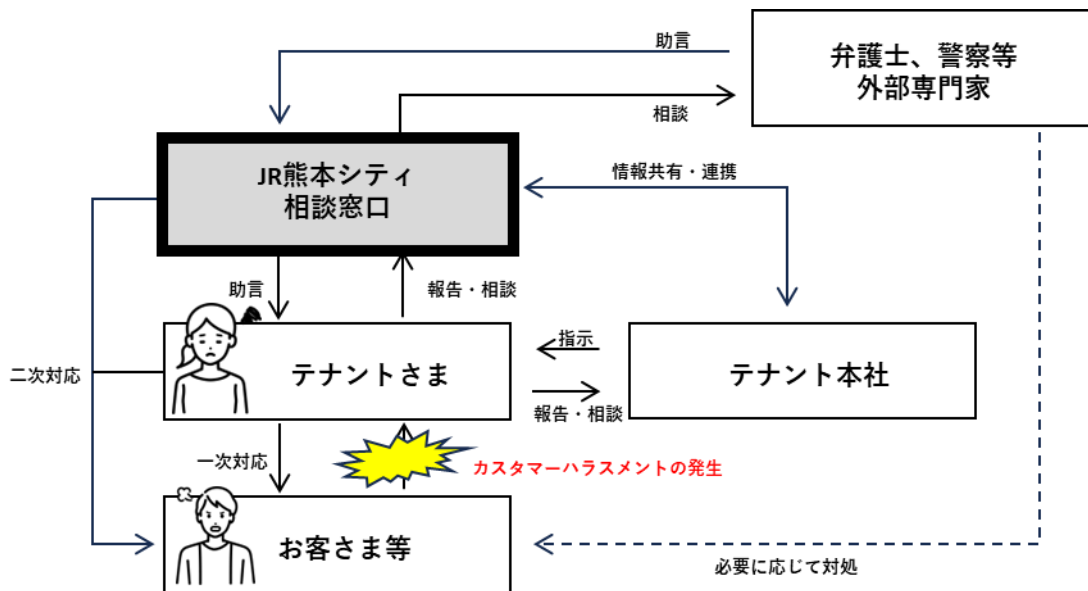 助言
弁護士、警察等
外部専門家
相談
JR熊本シティ
相談窓口
情報共有・連携
助言
報告・相談
指示
二次対応
テナントさま
テナント本社
報告・相談
一次対応
カスタマーハラスメントの発生
お客さま等
必要に応じて対処